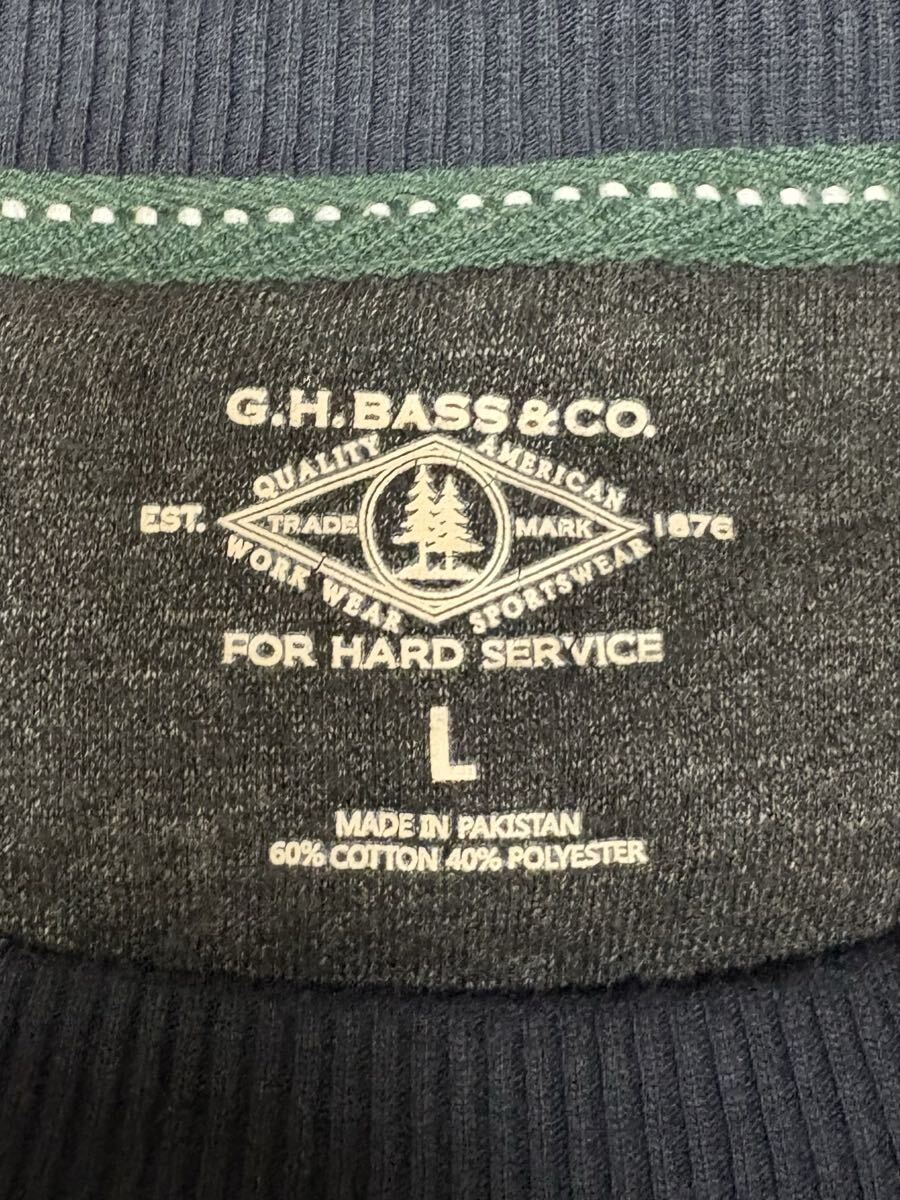 G.H. BASS & CO.
QUALITY AMERICAN
EST. TRADE MARK 1876
WORK WEAR SPORTSWEAR
FOR HARD SERVICE
L
MADE IN PAKISTAN
60% COTTON 40% POLYESTER